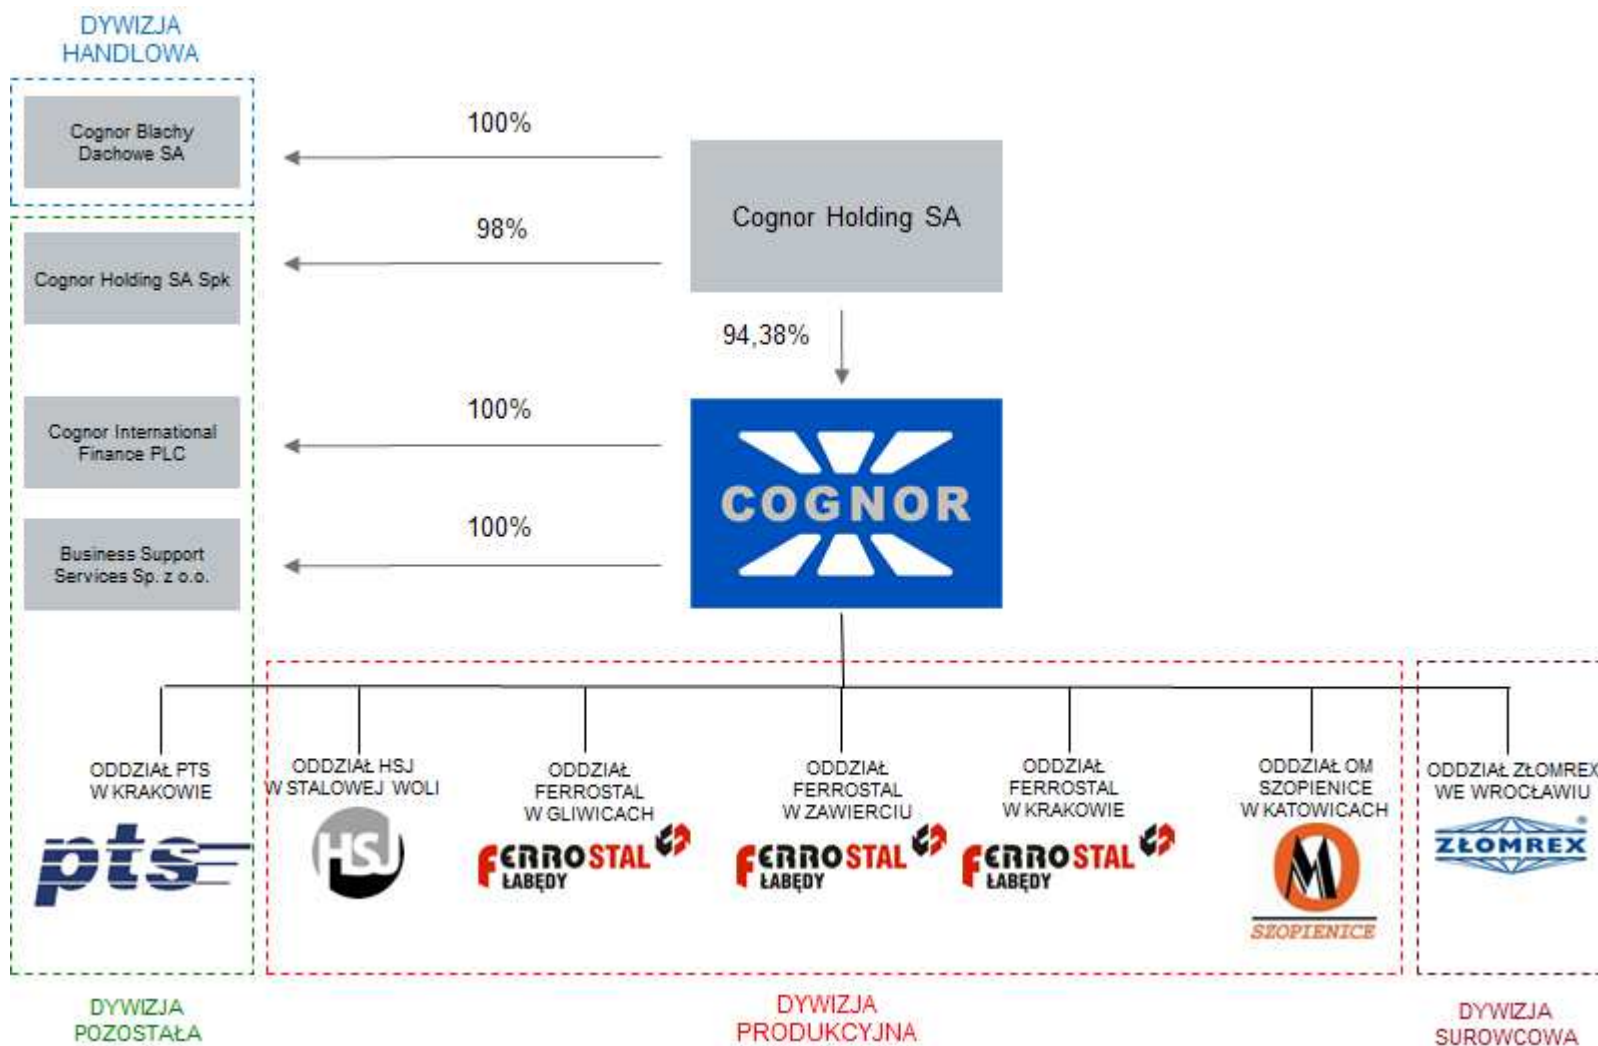 DYWIZJA
HANDLOWA
Cognor Blachy
Dachowe SA
100%
Cognor Holding SA
98%
Cognor Holding SA Spk
94,38%
Cognor International
Finance PLC
100%
COGNOR
Business Support
Services Sp. z o.o.
100%
ODDZIAŁ PTS
W KRAKOWIE
pts
ODDZIAŁ HSJ
W STALOWEJ WOLI
HSJ
ODDZIAŁ
FERROSTAL
W GLIWICACH
FERROSTAL
ŁABĘDY
ODDZIAŁ
FERROSTAL
W ZAWIERCIU
FERROSTAL
ŁABĘDY
ODDZIAŁ
FERROSTAL
W KRAKOWIE
FERROSTAL
ŁABĘDY
ODDZIAŁ OM
SZOPIENICE
W KATOWICACH
OM
SZOPIENICE
ODDZIAŁ ZŁOMREX
WE WROCŁAWIU
ZŁOMREX®
DYWIZJA
POZOSTAŁA
DYWIZJA
PRODUKCYJNA
DYWIZJA
SUROWCOWA